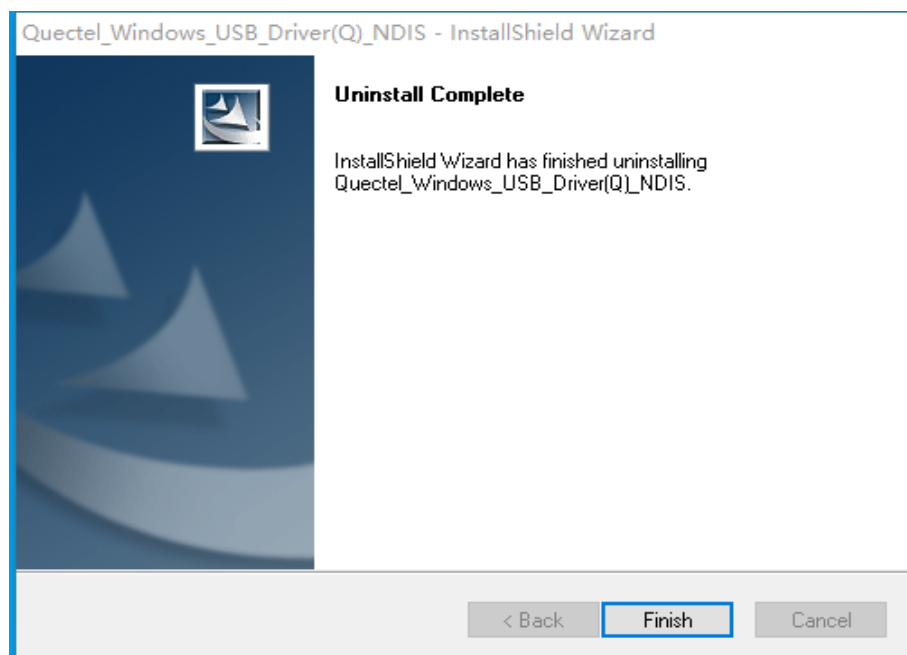 Quectel_Windows_USB_Driver(Q)_NDIS - InstallShield Wizard
Uninstall Complete
InstallShield Wizard has finished uninstalling
Quectel_Windows_USB_Driver(Q)_NDIS.
< Back
Finish
Cancel